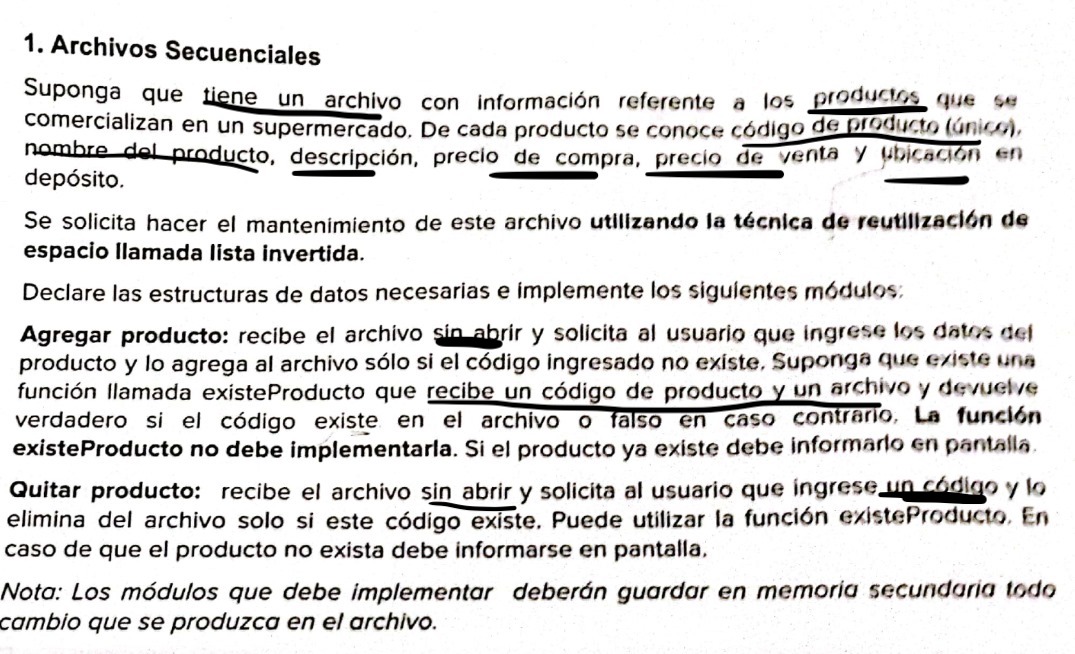 1. Archivos Secuenciales
Suponga que tiene un archivo con información referente a los productos que se
comercializan en un supermercado. De cada producto se conoce código de producto (único),
nombre del producto, descripción, precio de compra, precio de venta y ubicación en
depósito.
Se solicita hacer el mantenimiento de este archivo utilizando la técnica de reutilización de
espacio llamada lista invertida.
Declare las estructuras de datos necesarias e implemente los siguientes módulos:
Agregar producto: recibe el archivo sin abrir y solicita al usuario que ingrese los datos del
producto y lo agrega al archivo sólo si el código ingresado no existe. Suponga que existe una
función llamada existeProducto que recibe un código de producto y un archivo y devuelve
verdadero si el código existe en el archivo o falso en caso contrario. La función
existeProducto no debe implementarla. Si el producto ya existe debe informarlo en pantalla.
Quitar producto: recibe el archivo sin abrir y solicita al usuario que ingrese un código y lo
elimina del archivo solo si este código existe. Puede utilizar la función existeProducto. En
caso de que el producto no exista debe informarse en pantalla.
Nota: Los módulos que debe implementar deberán guardar en memoria secundaria todo
cambio que se produzca en el archivo.